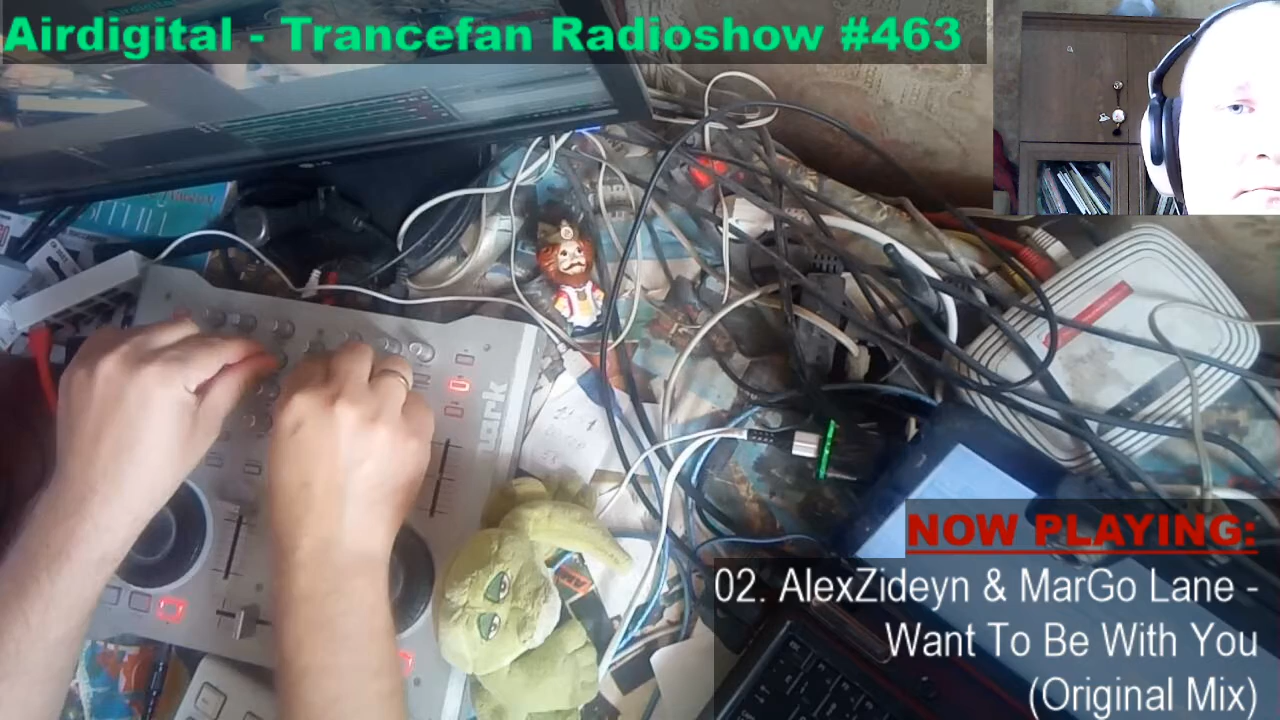 Airdigital - Trancefan Radioshow #463
NOW PLAYING:
02. AlexZideyn & MarGo Lane -
Want To Be With You
(Original Mix)